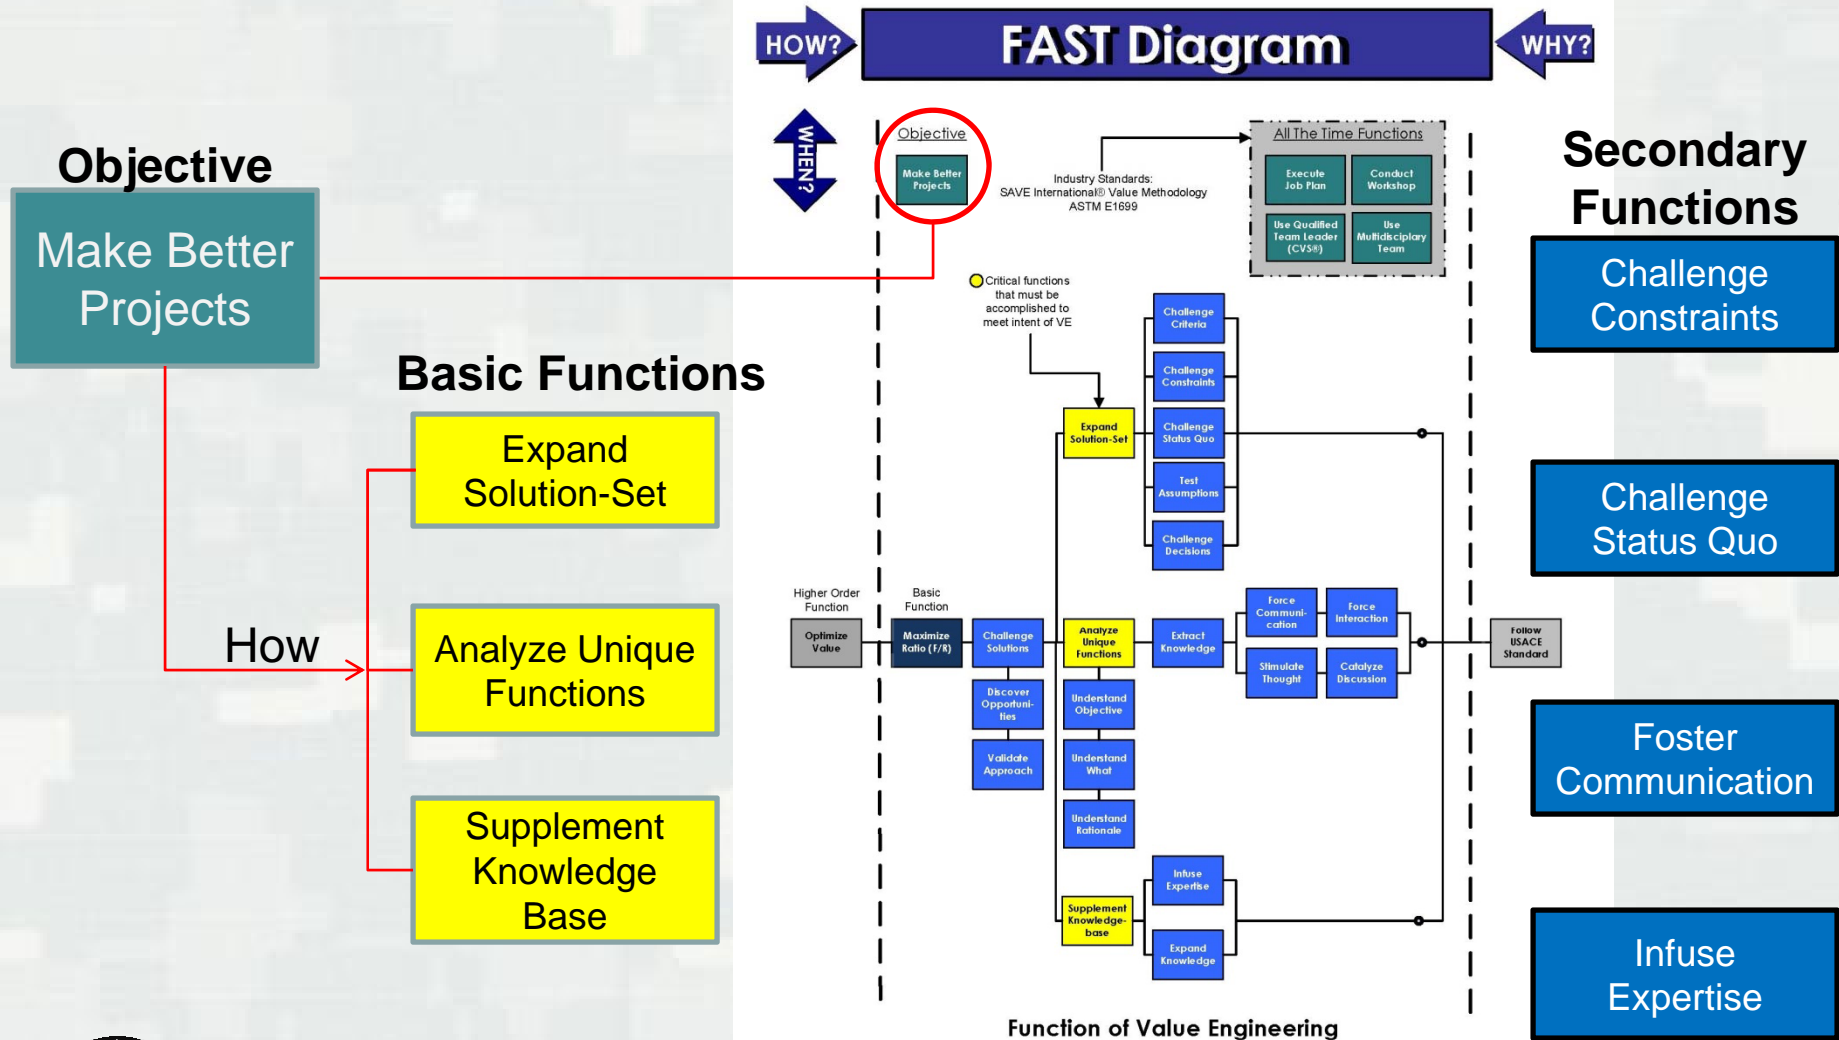 HOW?
FAST Diagram
WHY?
WHEN?
Objective
Make Better
Projects
Industry Standards:
SAVE International® Value Methodology
ASTM E1699
All The Time Functions
Execute
Job Plan
Conduct
Workshop
Use Qualified
Team Leader
(CVS®)
Use
Multidisciplary
Team
Objective
Make Better
Projects
Secondary
Functions
Challenge
Constraints
Challenge
Status Quo
Foster
Communication
Infuse
Expertise
Basic Functions
Expand
Solution-Set
How
Analyze Unique
Functions
Supplement
Knowledge
Base
Critical functions
that must be
accomplished to
meet intent of VE
Challenge
Criteria
Challenge
Constraints
Expand
Solution-Set
Challenge
Status Quo
Test
Assumptions
Challenge
Decisions
Higher Order
Function
Optimize
Value
Basic
Function
Maximize
Ratio (F/R)
Challenge
Solutions
Analyze
Unique
Functions
Extract
Knowledge
Force
Communi-
cation
Force
Interaction
Stimulate
Thought
Catalyze
Discussion
Follow
USACE
Standard
Discover
Opportuni-
ties
Understand
Objective
Validate
Approach
Understand
What
Understand
Rationale
Infuse
Expertise
Supplement
Knowledge-
base
Expand
Knowledge
Function of Value Engineering